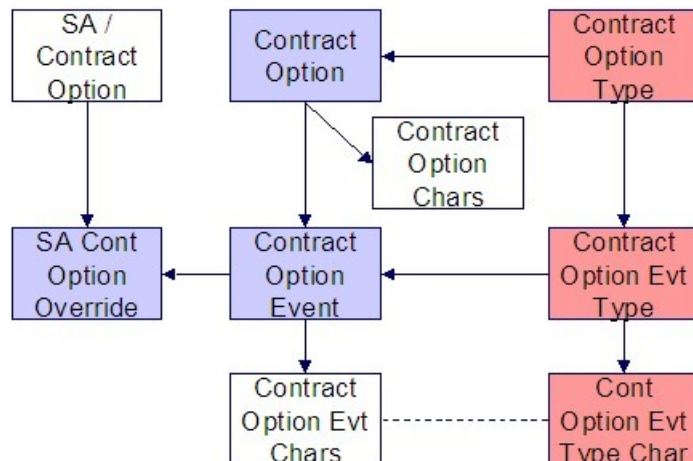 SA /
Contract
Option
Contract
Option
Contract
Option
Type
Contract
Option
Chars
SA Cont
Option
Override
Contract
Option
Event
Contract
Option Evt
Type
Contract
Option Evt
Chars
Cont
Option Evt
Type Char